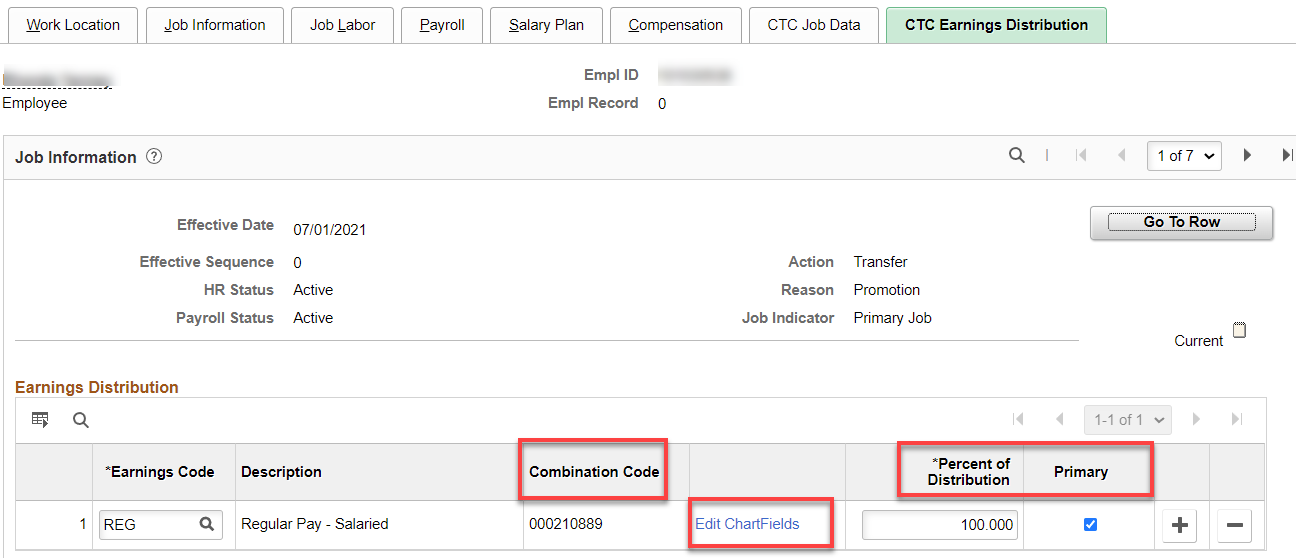 Work Location Job Information Job Labor Payroll Salary Plan Compensation CTC Job Data CTC Earnings Distribution
Empl ID
Employee Empl Record 0
Job Information ? 1 of 7
Effective Date 07/01/2021 Go To Row
Effective Sequence 0 Action Transfer
HR Status Active Reason Promotion
Payroll Status Active Job Indicator Primary Job
Current
Earnings Distribution
1-1 of 1
*Earnings Code Description Combination Code *Percent of Distribution Primary
1 REG Regular Pay - Salaried 000210889 Edit ChartFields 100.000